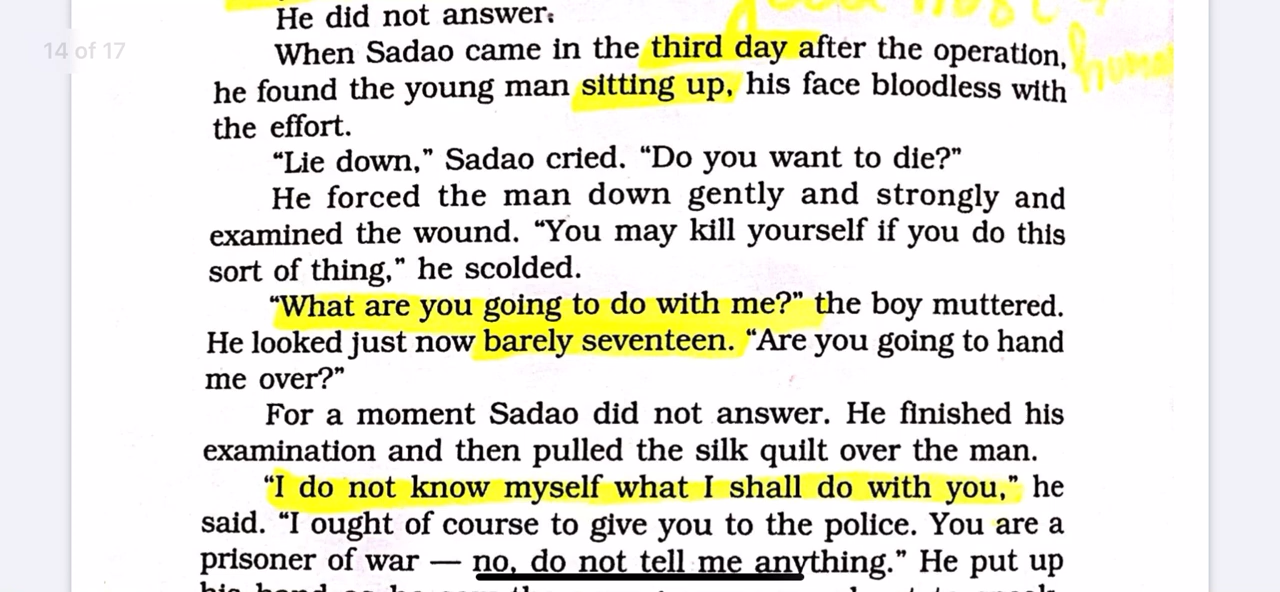 He did not answer.
14 of 17
When Sadao came in the third day after the operation,
he found the young man sitting up, his face bloodless with
the effort.
“Lie down,” Sadao cried. “Do you want to die?”
He forced the man down gently and strongly and
examined the wound. “You may kill yourself if you do this
sort of thing,” he scolded.
“What are you going to do with me?” the boy muttered.
He looked just now barely seventeen. “Are you going to hand
me over?”
For a moment Sadao did not answer. He finished his
examination and then pulled the silk quilt over the man.
“I do not know myself what I shall do with you,” he
said. “I ought of course to give you to the police. You are a
prisoner of war — no, do not tell me anything.” He put up